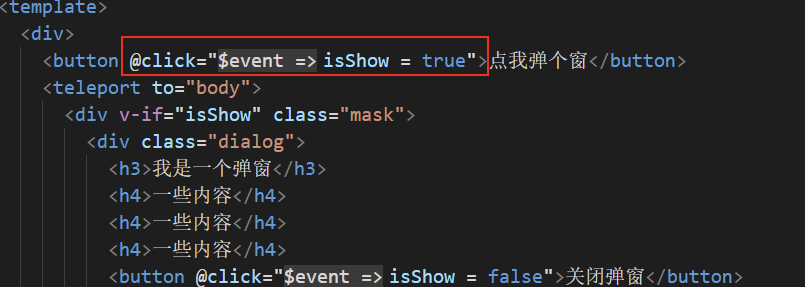 <template>
<div>
<button @click="$event => isShow = true">点我弹个窗</button>
<teleport to="body">
<div v-if="isShow" class="mask">
<div class="dialog">
<h3>我是一个弹窗</h3>
<h4>一些内容</h4>
<h4>一些内容</h4>
<h4>一些内容</h4>
<button @click="$event => isShow = false">关闭弹窗</button>